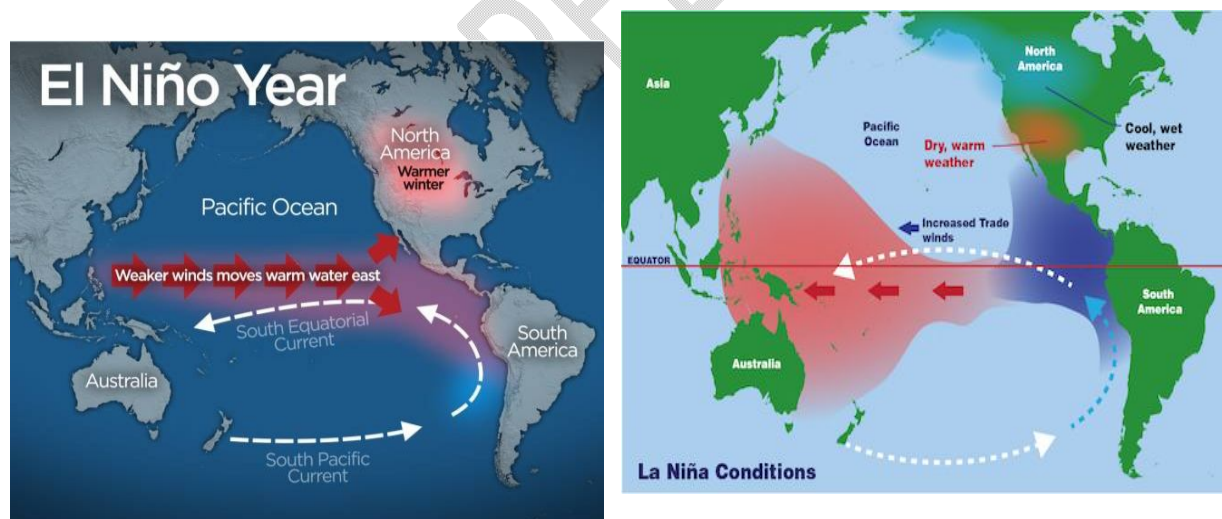 El Niño Year
North
America
Warmer
winter
Pacific Ocean
Weaker winds moves warm water east
South Equatorial
Current
South
America
Australia
South Pacific
Current
North
America
Asia
Pacific
Ocean
Cool, wet
weather
Dry, warm
weather
Increased Trade
winds
EQUATOR
South
America
Australia
La Niña Conditions